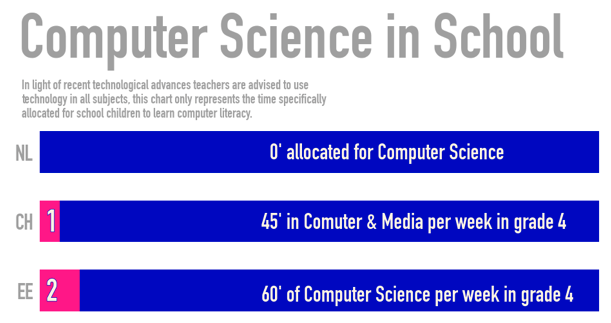 Computer Science in School
In light of recent technological advances teachers are advised to use
technology in all subjects, this chart only represents the time specifically
allocated for school children to learn computer literacy.
NL 0' allocated for Computer Science
CH 1 45' in Comuter & Media per week in grade 4
EE 2 60' of Computer Science per week in grade 4